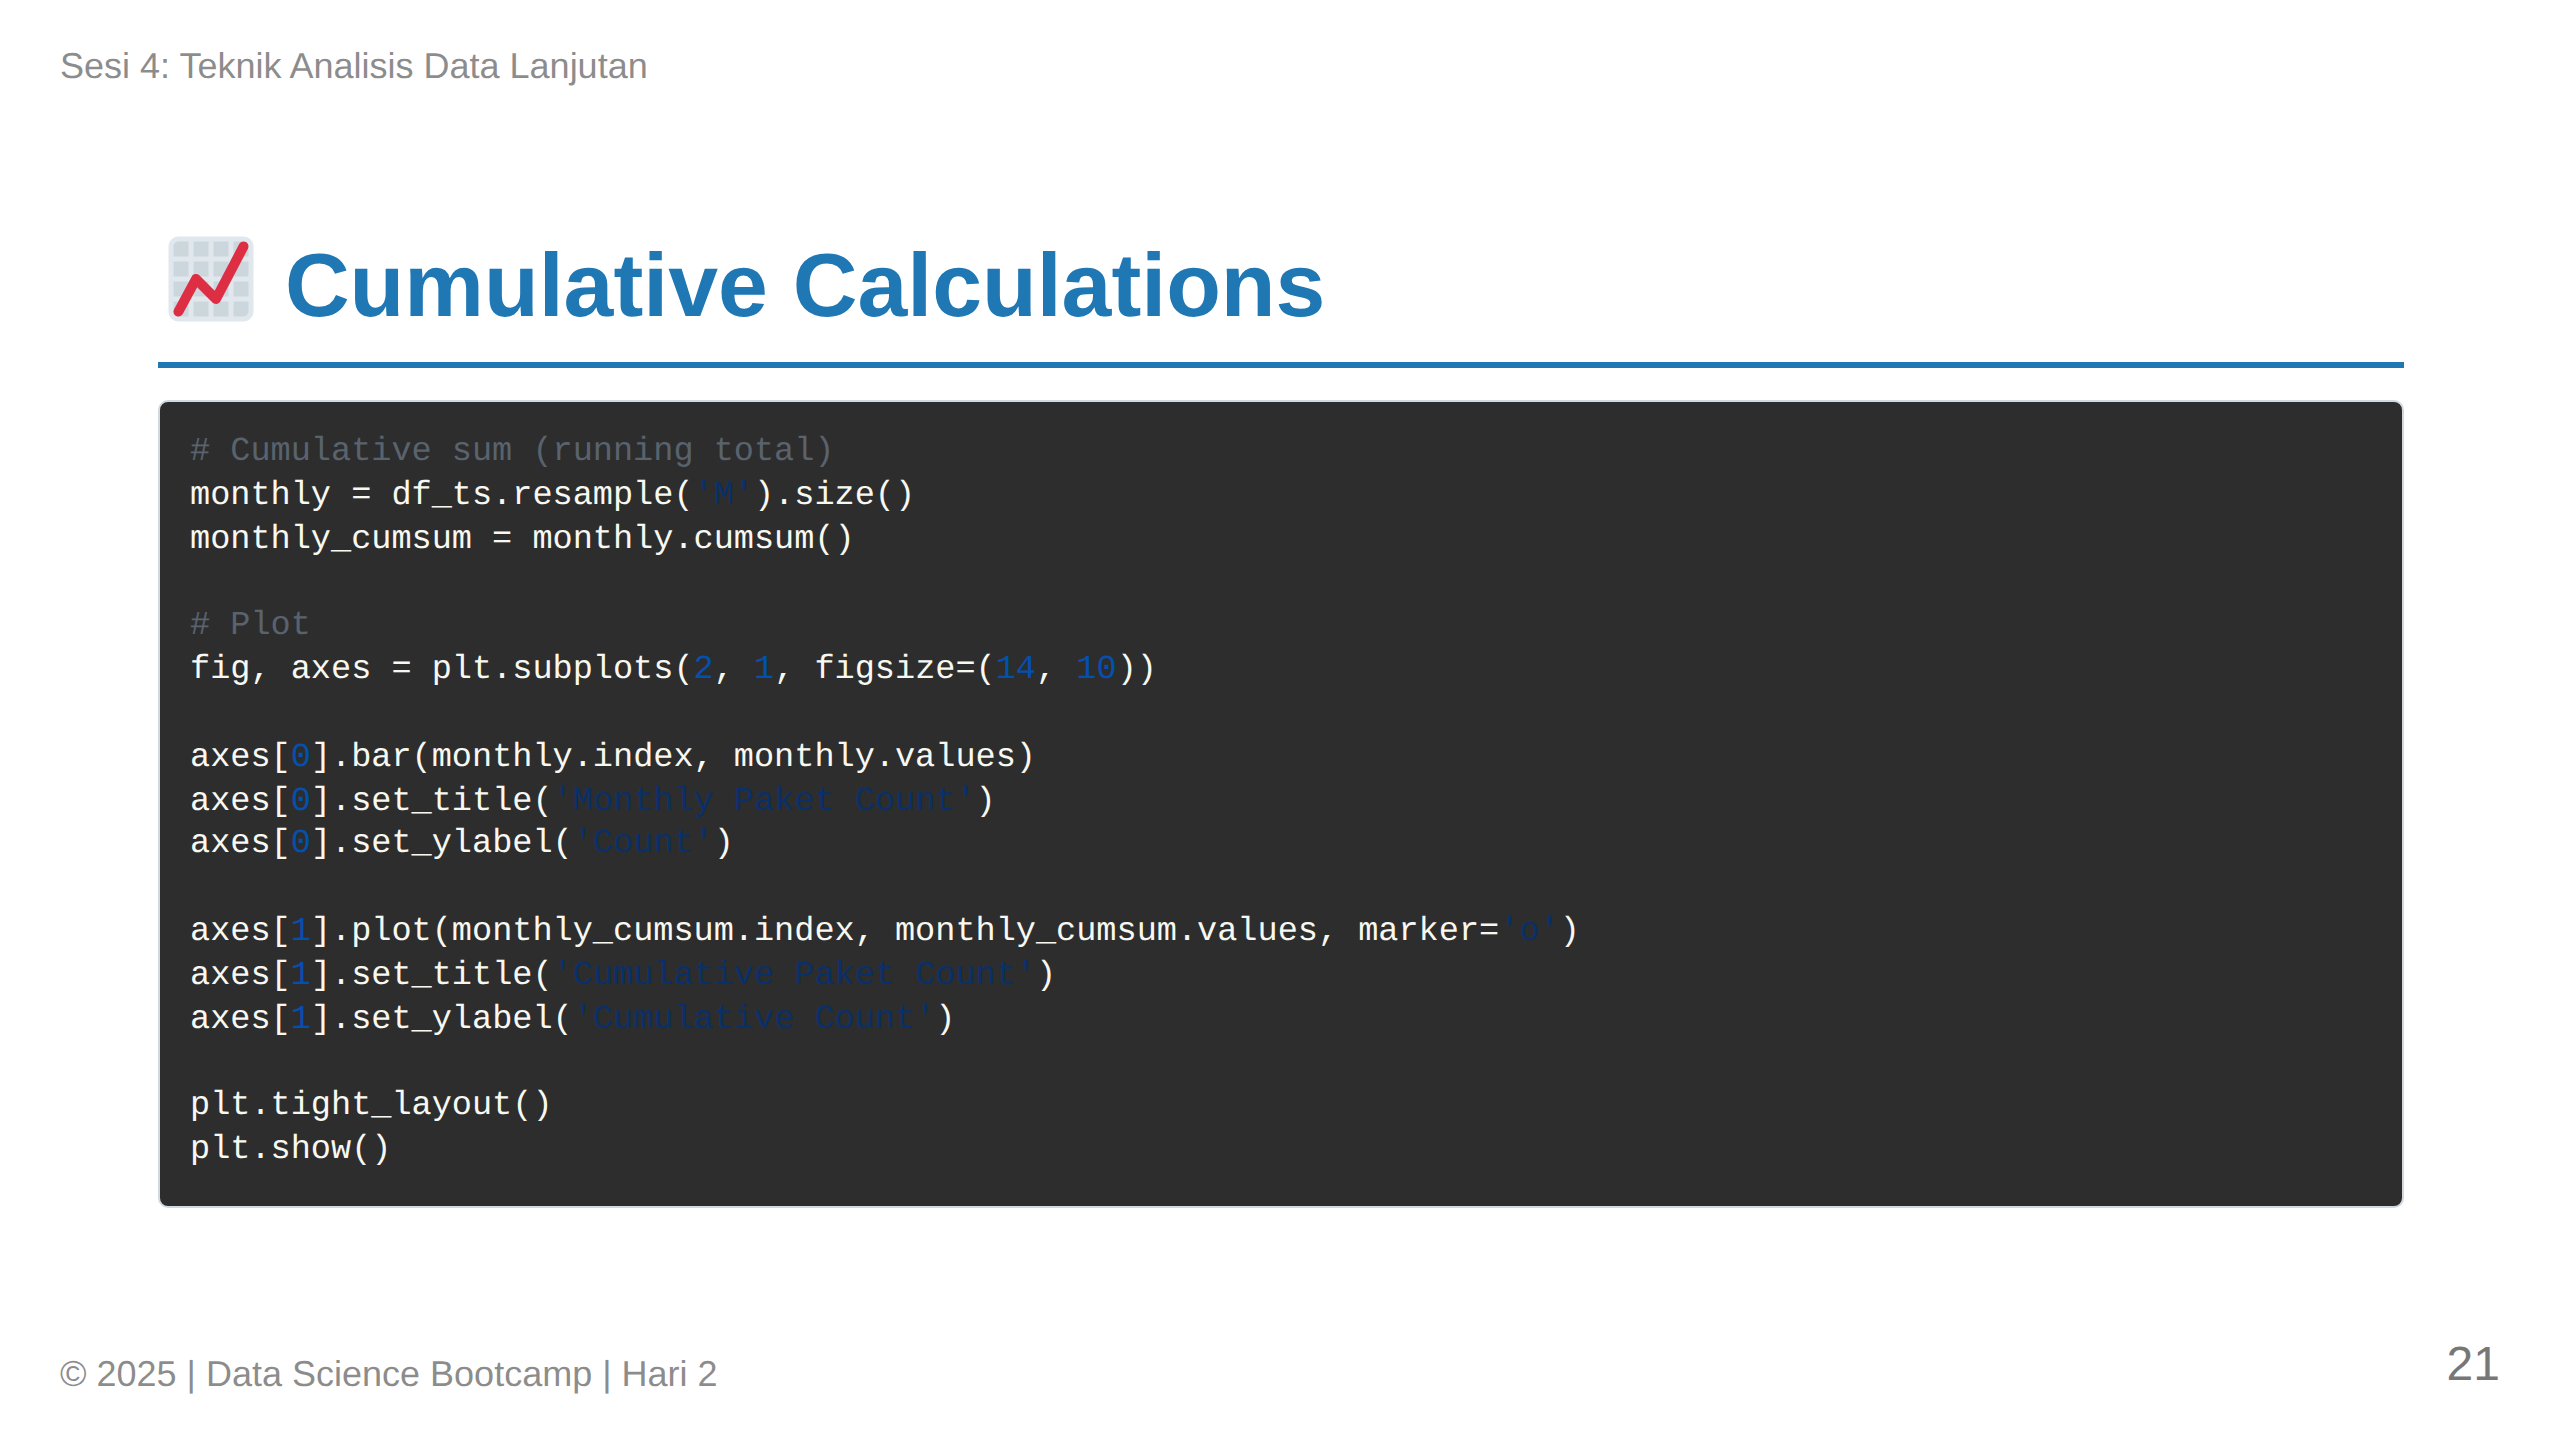 Sesi 4: Teknik Analisis Data Lanjutan
Cumulative Calculations
# Cumulative sum (running total)
monthly = df_ts.resample('M').size()
monthly_cumsum = monthly.cumsum()
# Plot
fig, axes = plt.subplots(2, 1, figsize=(14, 10))
axes[0].bar(monthly.index, monthly.values)
axes[0].set_title('Monthly Paket Count')
axes[0].set_ylabel('Count')
axes[1].plot(monthly_cumsum.index, monthly_cumsum.values, marker='o')
axes[1].set_title('Cumulative Paket Count')
axes[1].set_ylabel('Cumulative Count')
plt.tight_layout()
plt.show()
© 2025 | Data Science Bootcamp | Hari 2
21